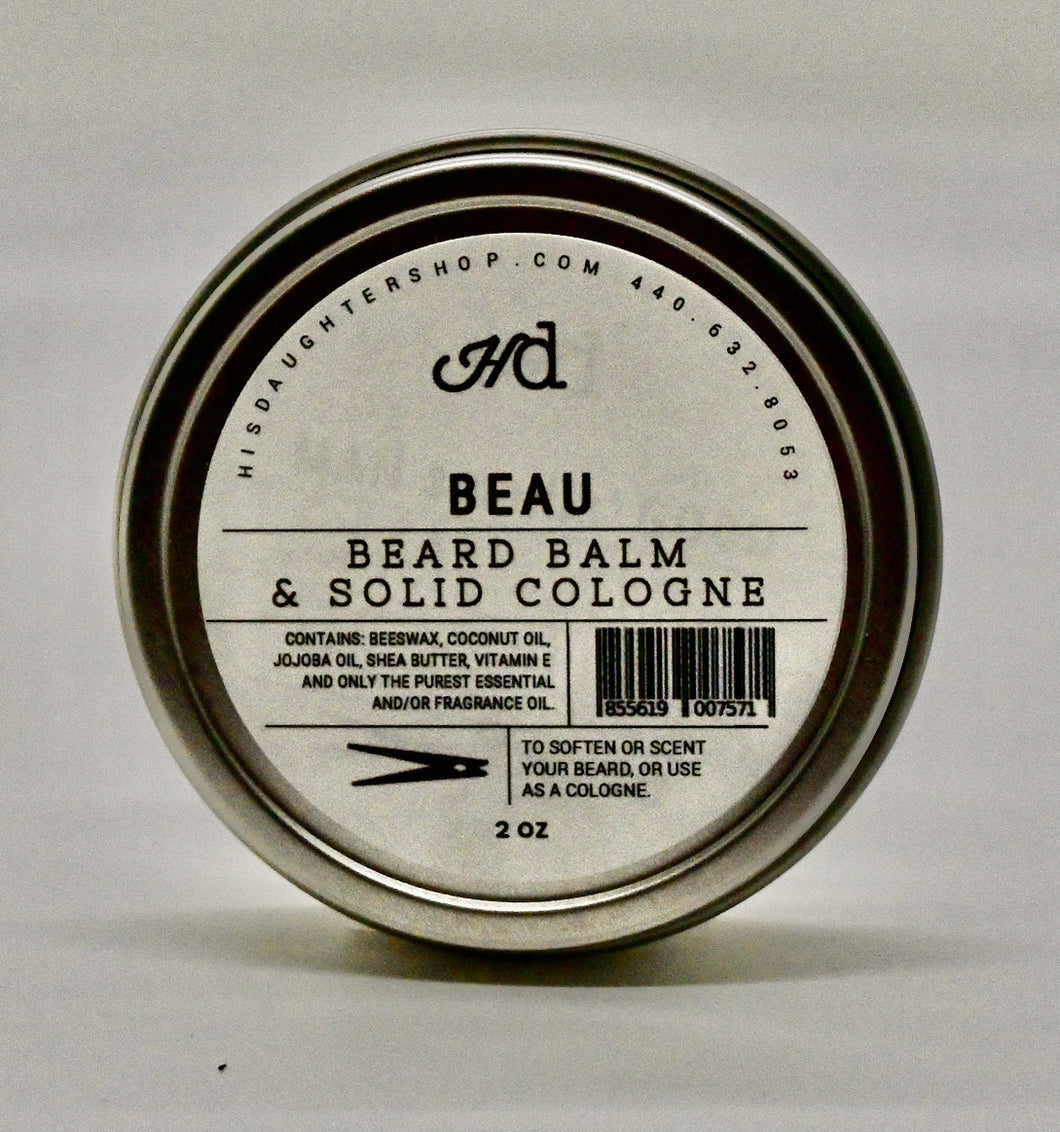 HISDAUGHTERSHOP.COM 440.632.8053
Hd
BEAU
BEARD BALM
& SOLID COLOGNE
CONTAINS: BEESWAX, COCONUT OIL,
JOJOBA OIL, SHEA BUTTER, VITAMIN E
AND ONLY THE PUREST ESSENTIAL
AND/OR FRAGRANCE OIL.
855619 007571
TO SOFTEN OR SCENT
YOUR BEARD, OR USE
AS A COLOGNE.
2 OZ